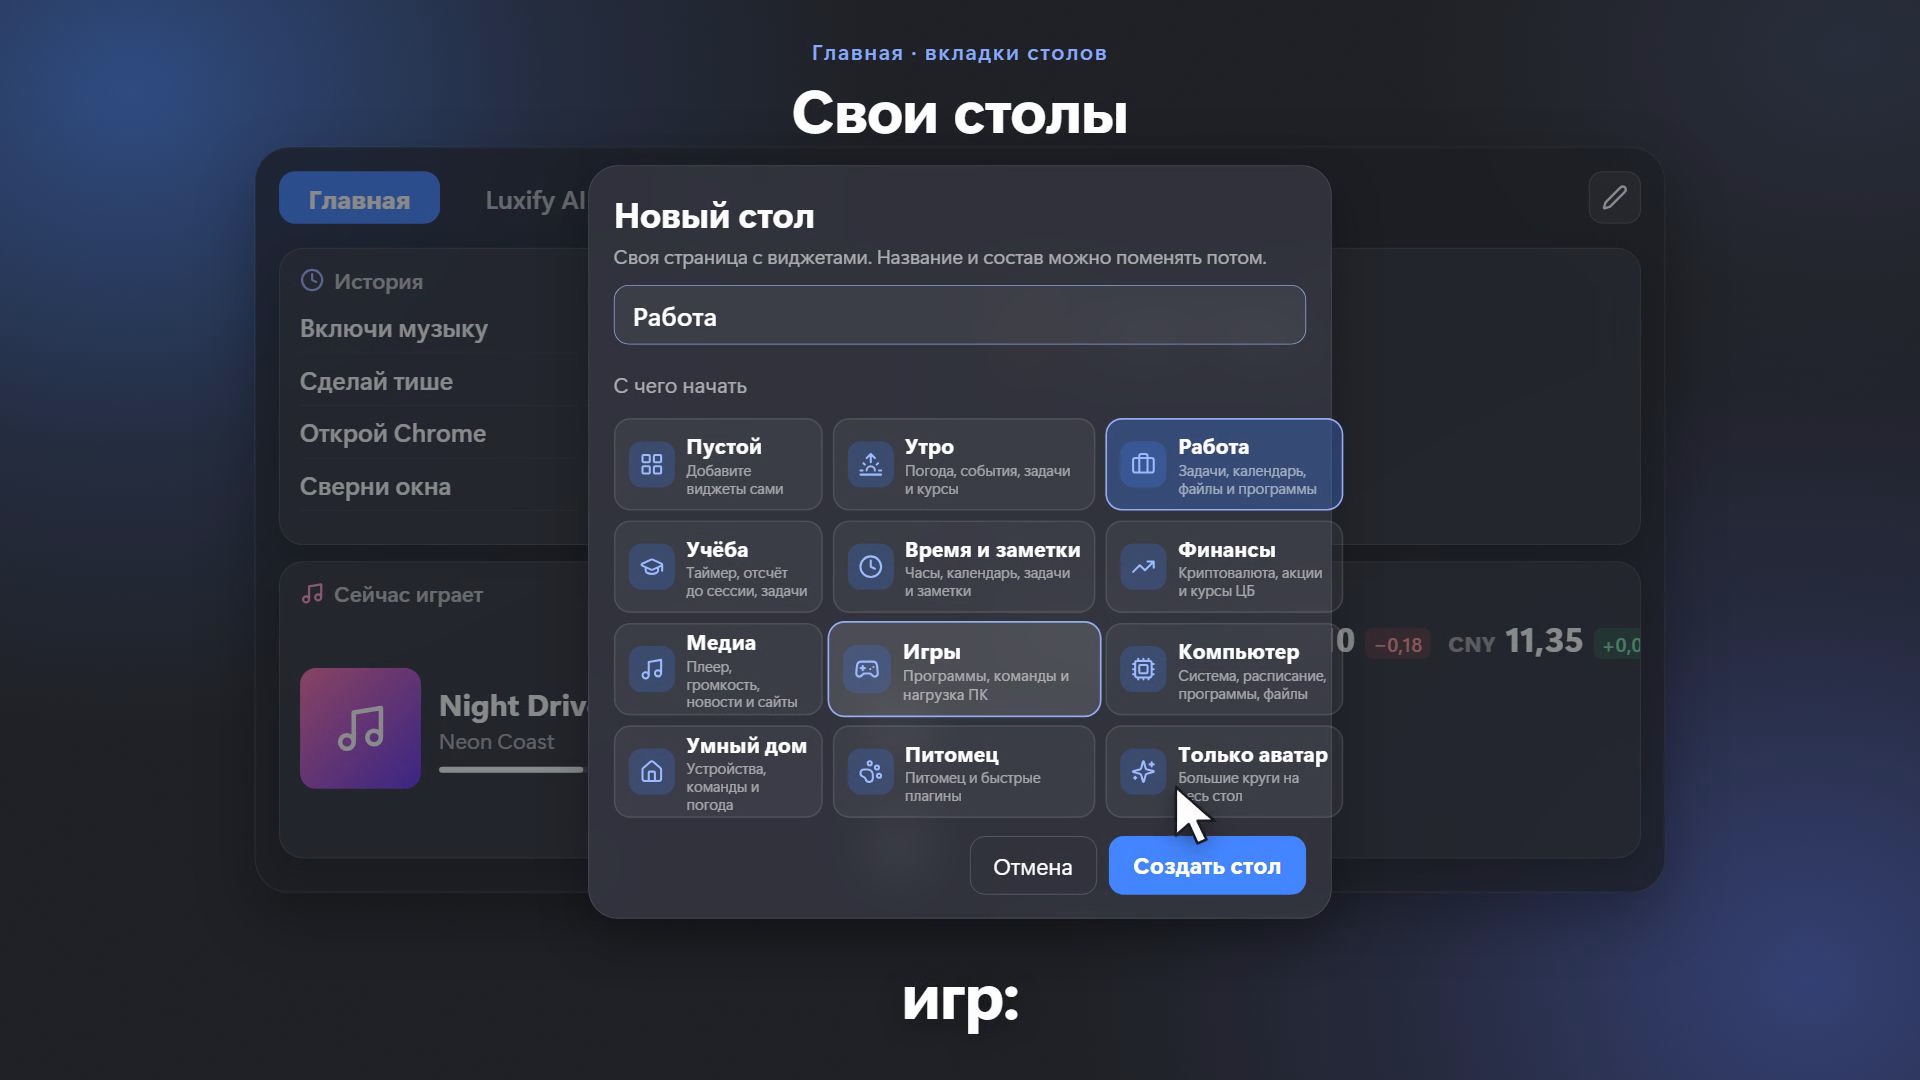 Главная · вкладки столов
Свои столы
Главная
Luxify AI
История
Включи музыку
Сделай тише
Открой Chrome
Сверни окна
Сейчас играет
Night Driv
Neon Coast
Новый стол
Своя страница с виджетами. Название и состав можно поменять потом.
Работа
С чего начать
Пустой
Добавите
виджеты сами
Утро
Погода, события, задачи
и курсы
Работа
Задачи, календарь,
файлы и программы
Учёба
Таймер, отсчёт
до сессии, задачи
Время и заметки
Часы, календарь, задачи
и заметки
Финансы
Криптовалюта, акции
и курсы ЦБ
Медиа
Плеер,
громкость,
новости и сайты
Игры
Программы, команды и
нагрузка ПК
Компьютер
Система, расписание,
программы, файлы
Умный дом
Устройства,
команды и
погода
Питомец
Питомец и быстрые
плагины
Только аватар
Большие круги на
есь стол
Отмена
Создать стол
0 −0,18 CNY 11,35 +0,0
игр: